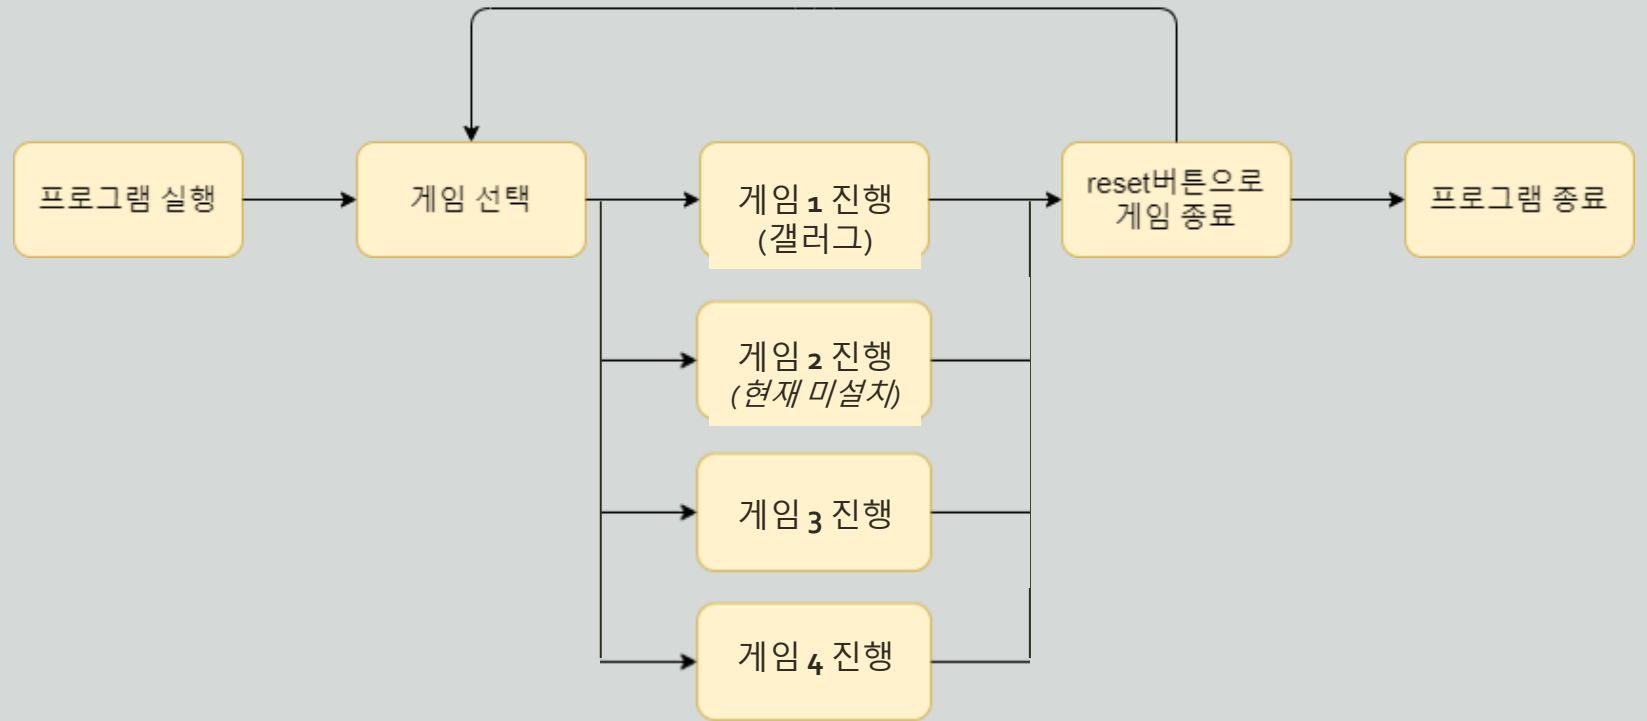 프로그램 실행
게임 선택
게임 1 진행
(갤러그)
게임 2 진행
(현재 미설치)
게임 3 진행
게임 4 진행
reset버튼으로
게임 종료
프로그램 종료